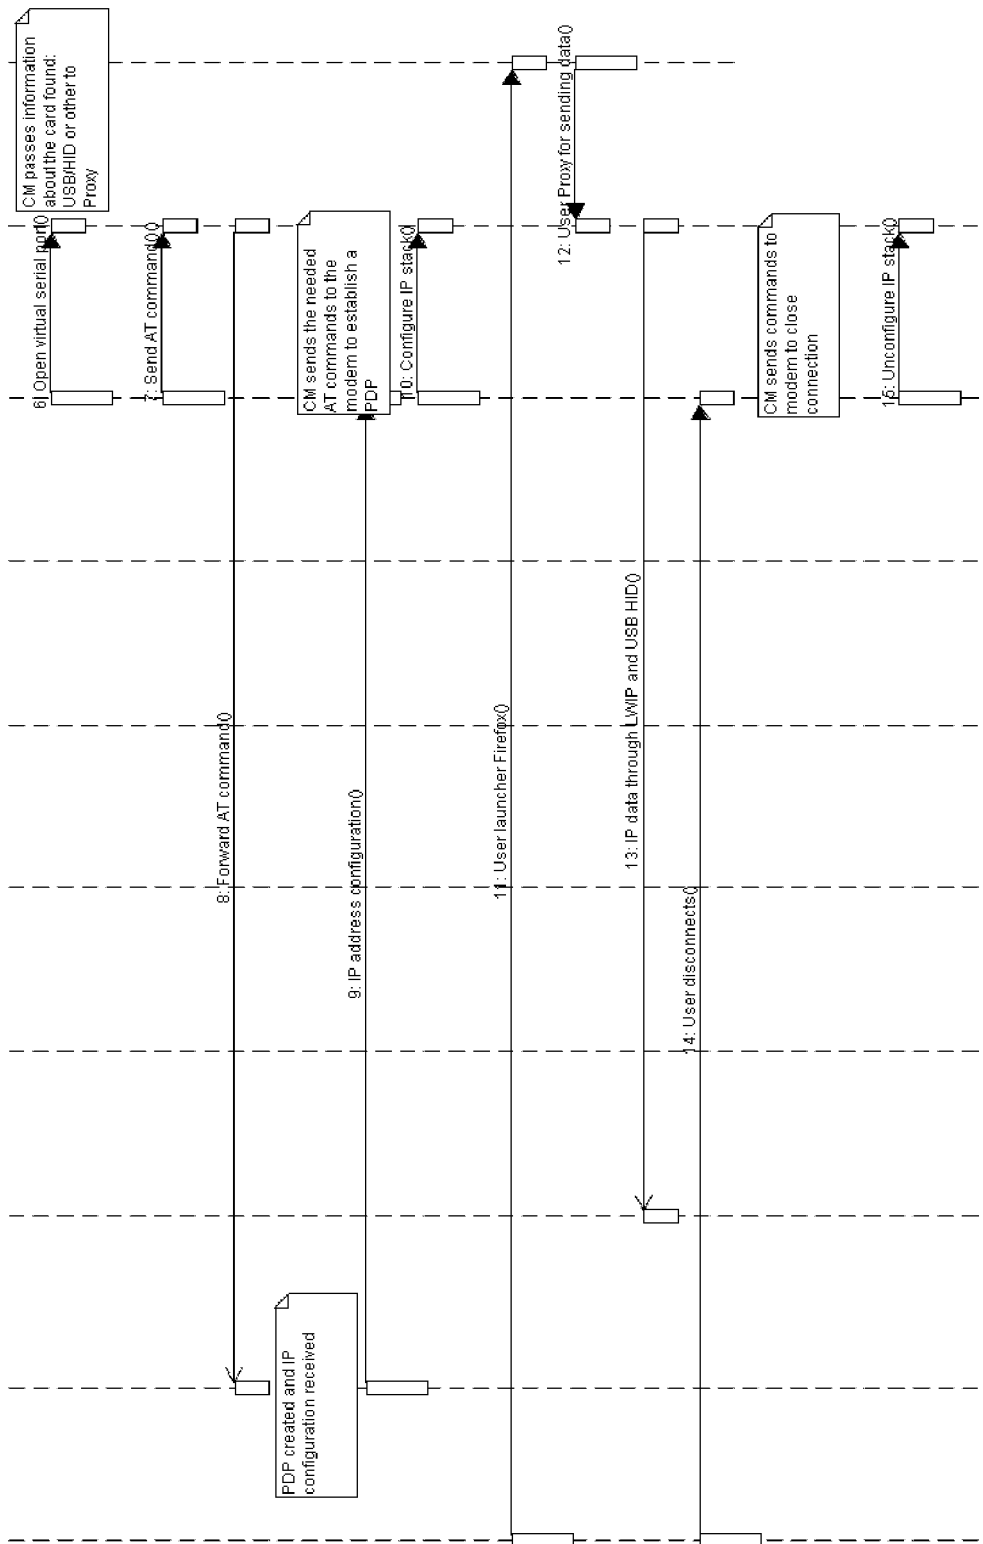 CM passes information
about the card found:
USB/HID or other to
Proxy
6: Open virtual serial port()
7: Send AT command()()
8: Forward AT command()
PDP created and IP
configuration received
CM sends the needed
AT commands to the
modem to establish a
PDP
9: IP address configuration()
10: Configure IP stack()
11: User launcher Firefox()
12: User Proxy for sending data()
13: IP data through LWIP and USB HID()
14: User disconnects()
CM sends commands to
modem to close
connection
15: Unconfigure IP stack()